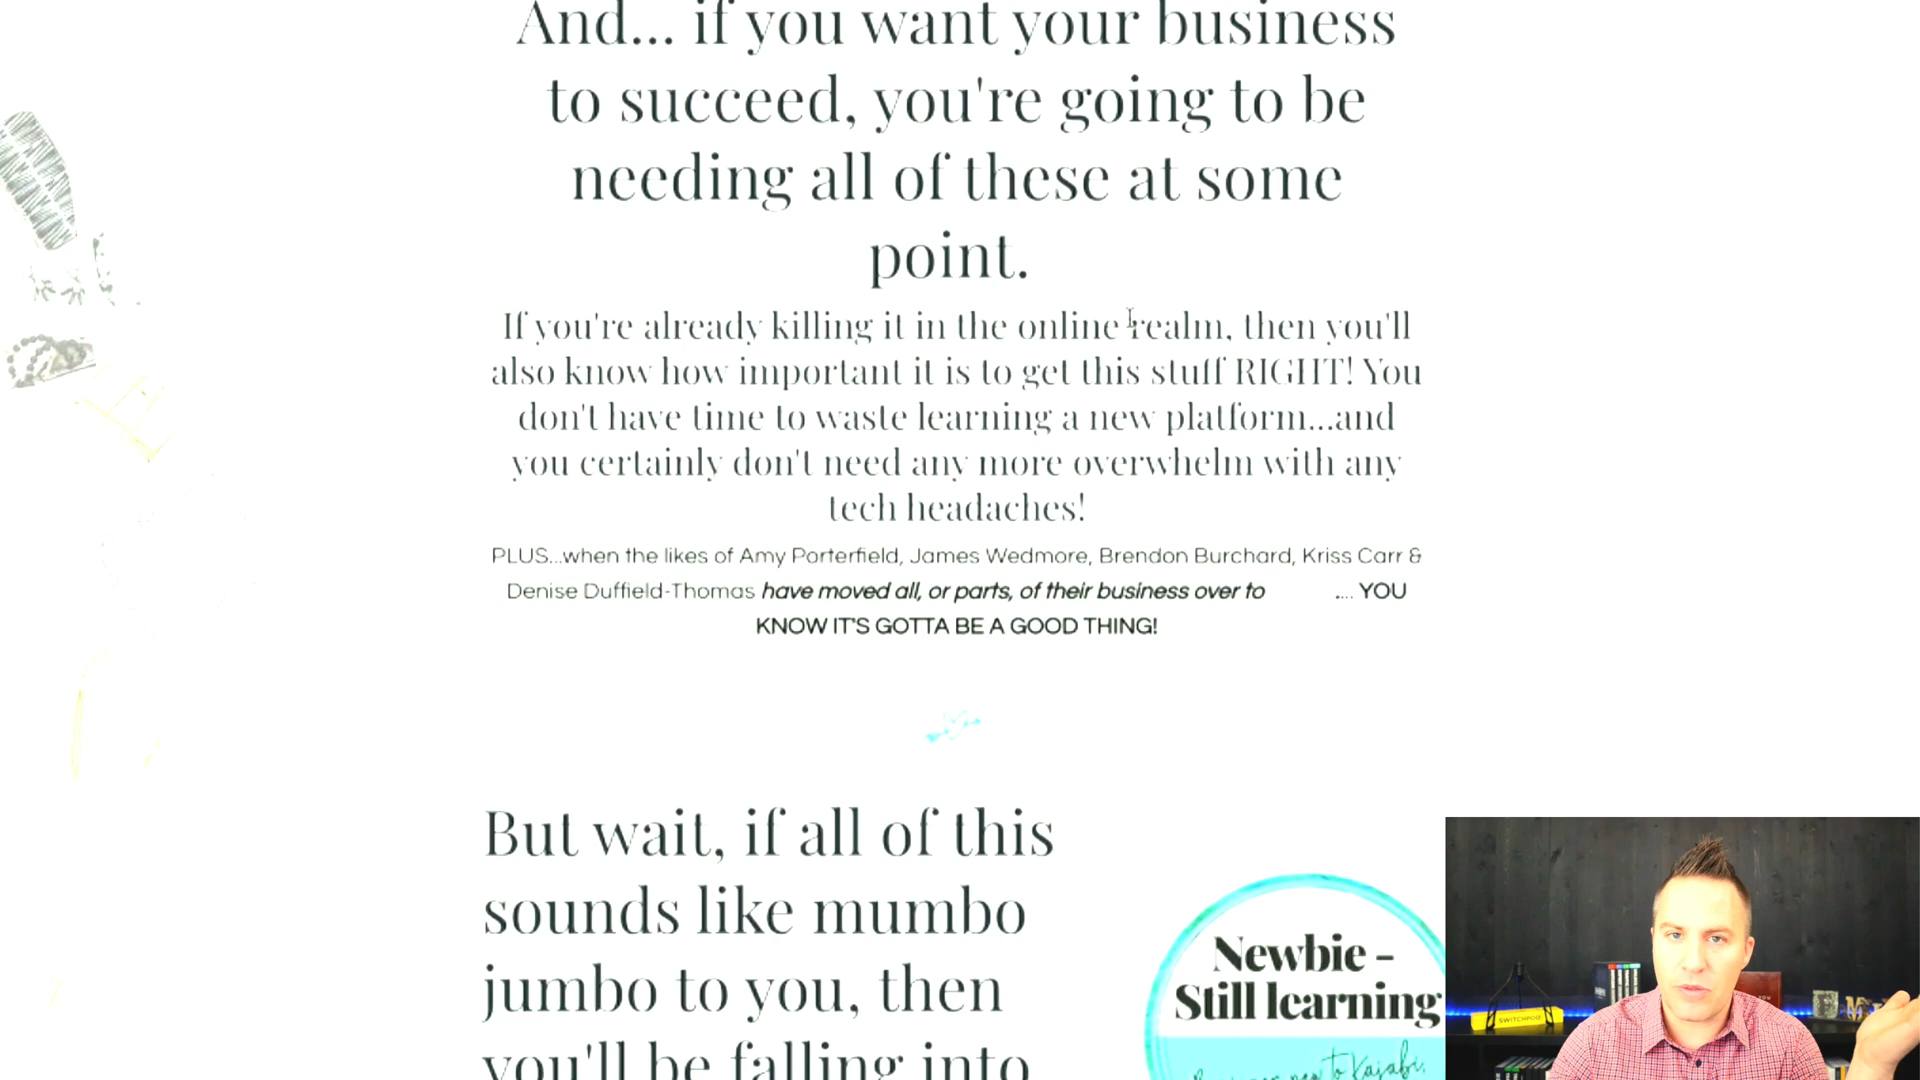 And... if you want your business
to succeed, you're going to be
needing all of these at some
point.
If you're already killing it in the online realm, then you'll
also know how important it is to get this stuff RIGHT! You
don't have time to waste learning a new platform...and
you certainly don't need any more overwhelm with any
tech headaches!
PLUS...when the likes of Amy Porterfield, James Wedmore, Brendon Burchard, Kriss Carr &
Denise Duffield-Thomas have moved all, or parts, of their business over to .... YOU
KNOW IT'S GOTTA BE A GOOD THING!
But wait, if all of this
sounds like mumbo
jumbo to you, then
you'll be falling into
Newbie -
Still learning
to Kajabi.
SWITCHPOD